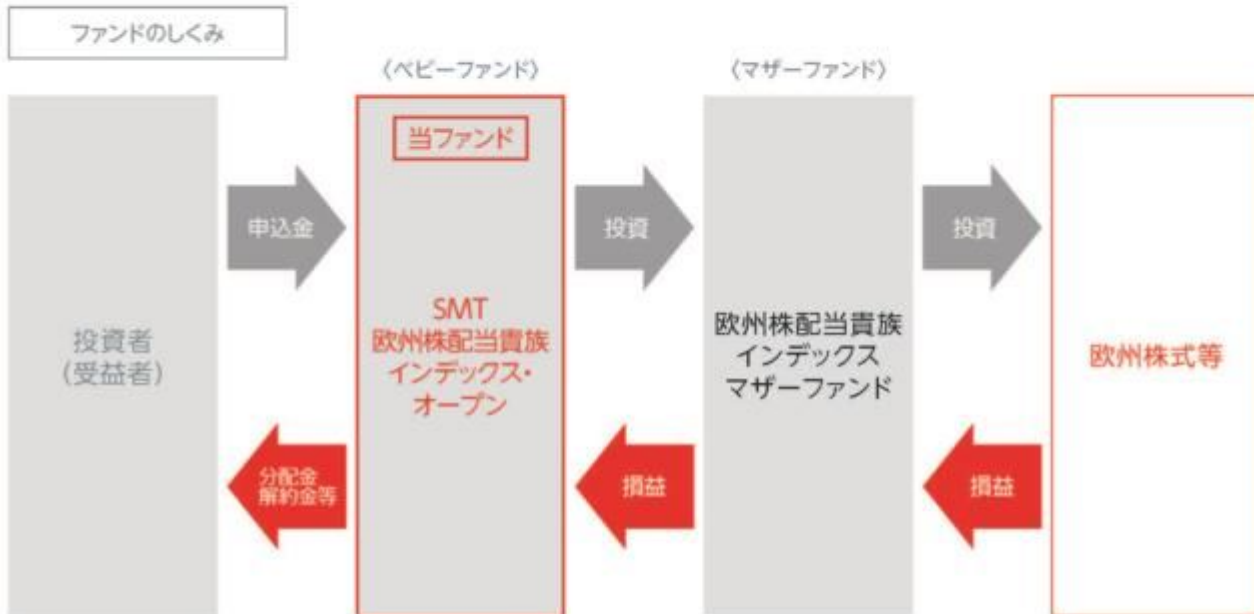 ファンドのしくみ
〈ベビーファンド〉
〈マザーファンド〉
当ファンド
申込金
投資
投資
投資者
(受益者)
SMT
欧州株配当貴族
インデックス・
オープン
欧州株配当貴族
インデックス
マザーファンド
欧州株式等
分配金
解約金等
損益
損益